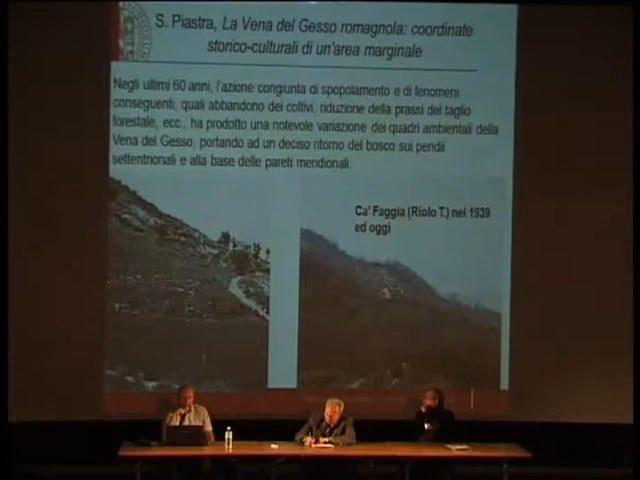 S. Piastra, La Vena del Gesso romagnola: coordinate
storico-culturali di un'area marginale
Negli ultimi 60 anni, l'azione congiunta di spopolamento e di fenomeni
conseguenti, quali abbandono dei coltivi, riduzione della prassi del taglio
forestale, ecc., ha prodotto una notevole variazione dei quadri ambientali della
Vena del Gesso, portando ad un deciso ritorno del bosco sui pendii
settentrionali e alla base delle pareti meridionali.
Ca' Faggia (Riolo T.) nel 1939
ed oggi